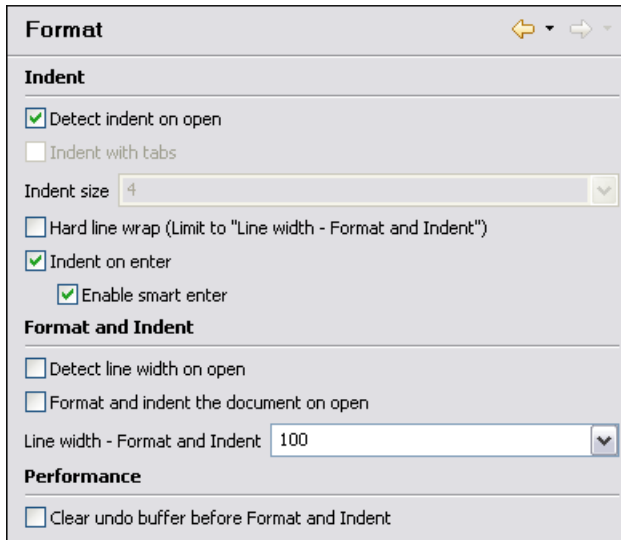 Format
Indent
Detect indent on open
Indent with tabs
Indent size 4
Hard line wrap (Limit to "Line width - Format and Indent")
Indent on enter
Enable smart enter
Format and Indent
Detect line width on open
Format and indent the document on open
Line width - Format and Indent 100
Performance
Clear undo buffer before Format and Indent